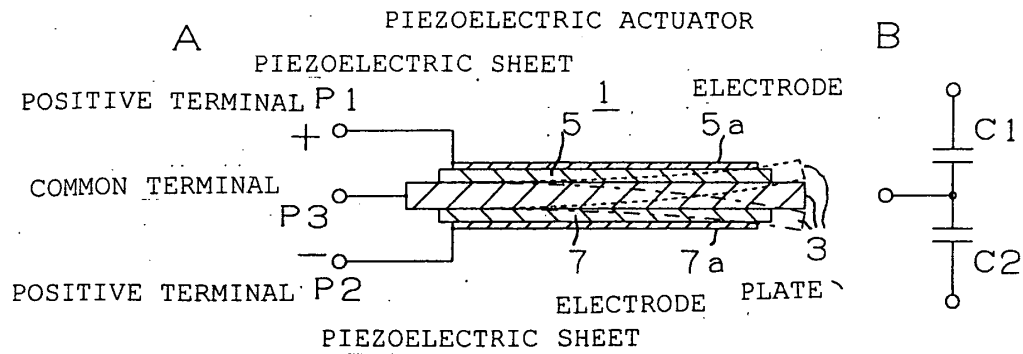 PIEZOELECTRIC ACTUATOR
A
B
PIEZOELECTRIC SHEET
1
ELECTRODE
POSITIVE TERMINAL P1
+
5
5a
C1
COMMON TERMINAL
P3
3
−
7
7a
C2
POSITIVE TERMINAL P2
ELECTRODE
PLATE
PIEZOELECTRIC SHEET